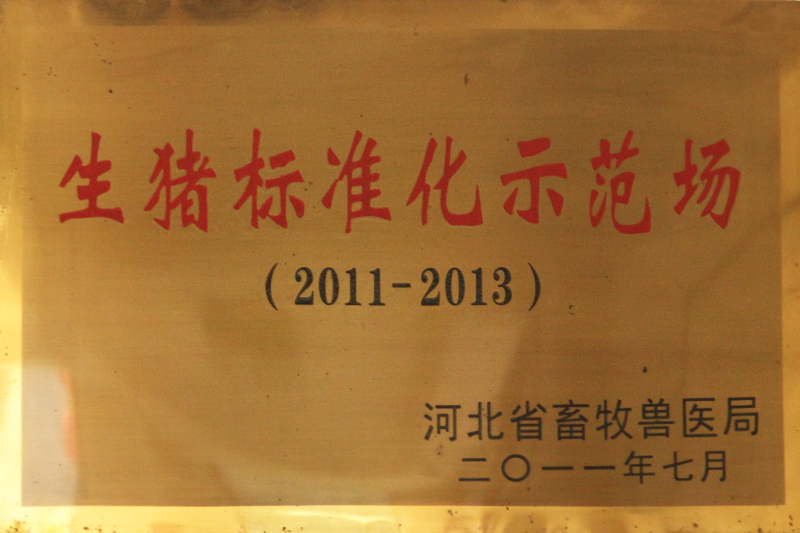 生猪标准化示范场
（2011-2013）
河北省畜牧兽医局
二〇一一年七月